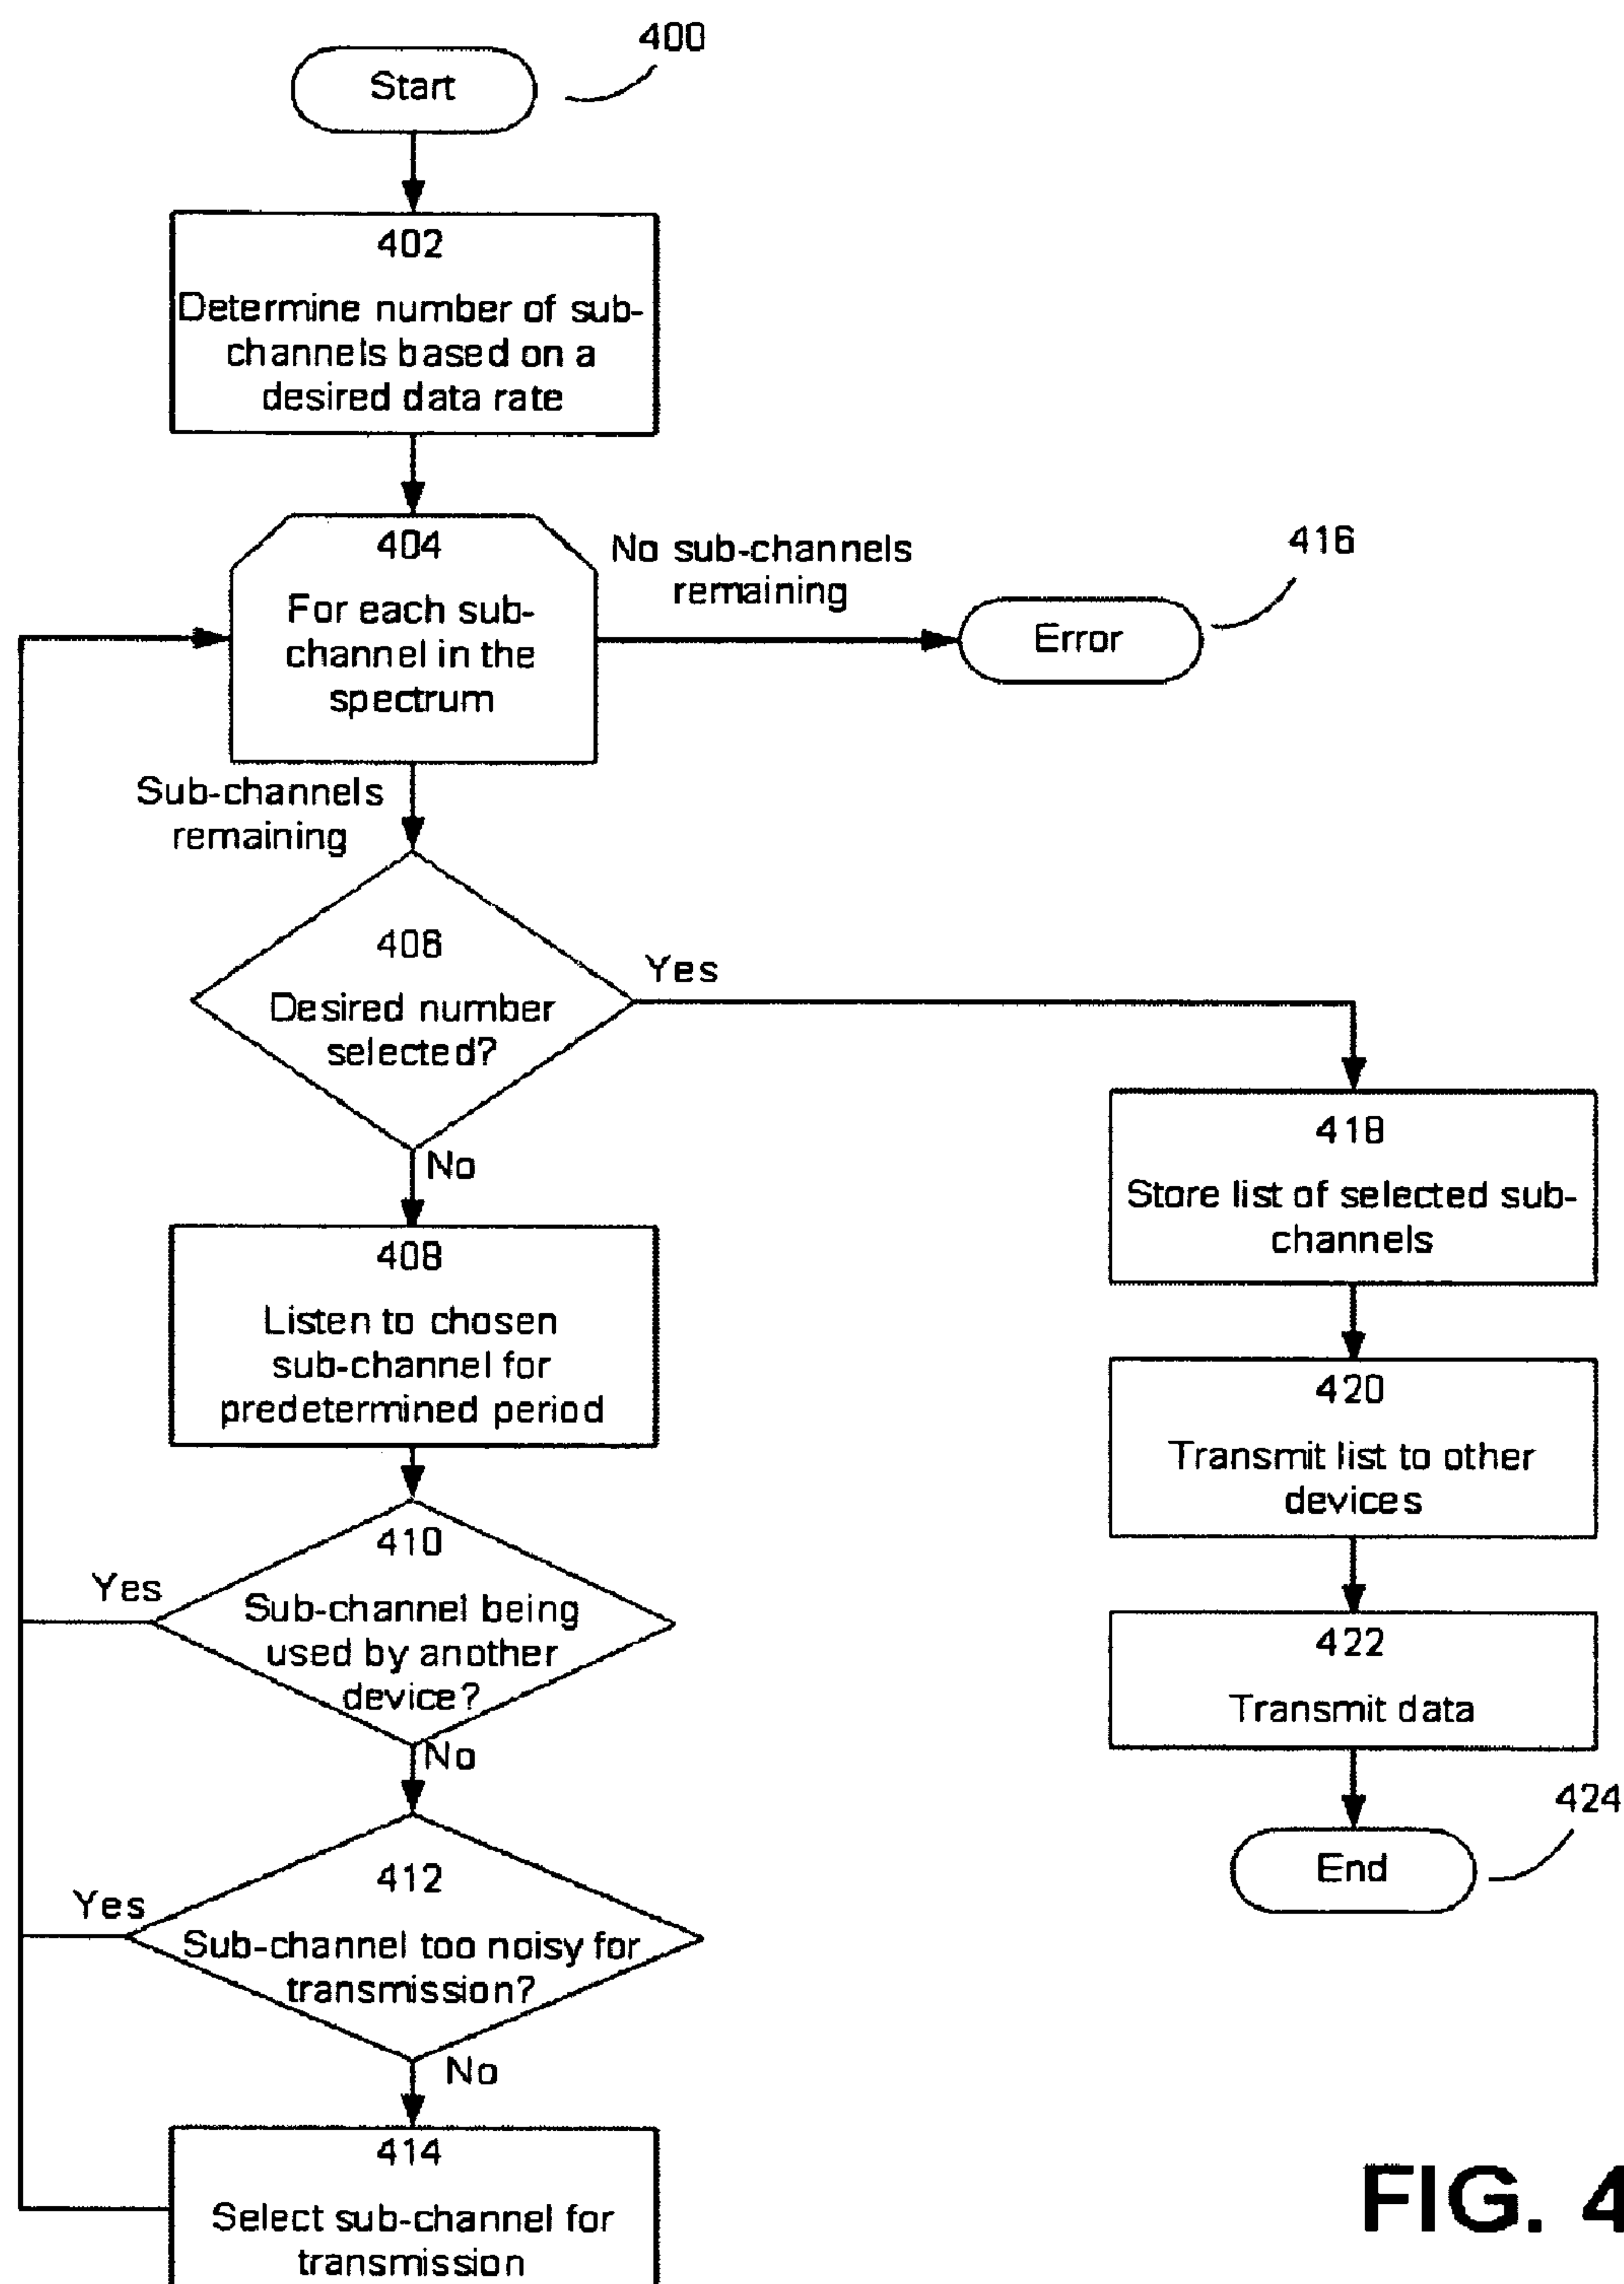 400
Start
402
Determine number of sub-
channels based on a
desired data rate
404
For each sub-
channel in the
spectrum
No sub-channels
remaining
416
Error
Sub-channels
remaining
406
Desired number
selected?
Yes
No
418
Store list of selected sub-
channels
408
Listen to chosen
sub-channel for
predetermined period
420
Transmit list to other
devices
410
Sub-channel being
used by another
device?
Yes
No
422
Transmit data
424
End
412
Sub-channel too noisy for
transmission?
Yes
No
414
Select sub-channel for
transmission
FIG. 4